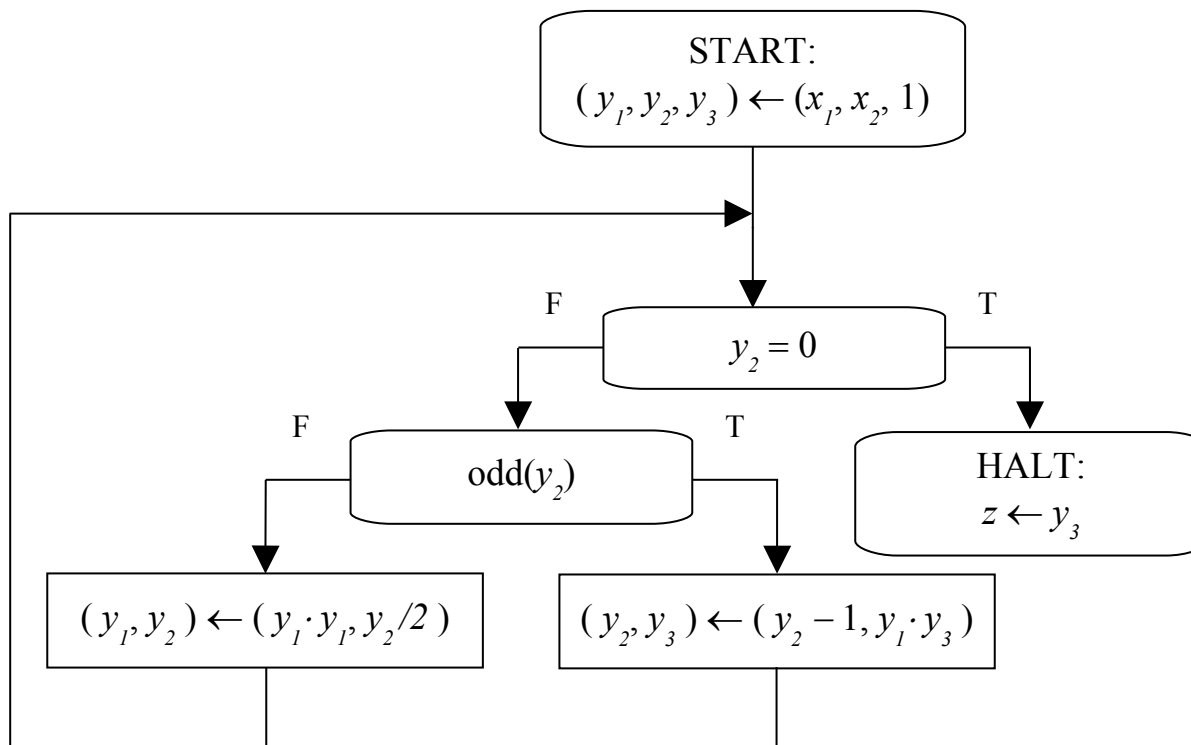 START:
( y₁, y₂, y₃ ) ← (x₁, x₂, 1)
F
T
y₂ = 0
F
T
odd(y₂)
HALT:
z ← y₃
( y₁, y₂ ) ← ( y₁· y₁, y₂/2 )
( y₂, y₃ ) ← ( y₂ − 1, y₁· y₃ )